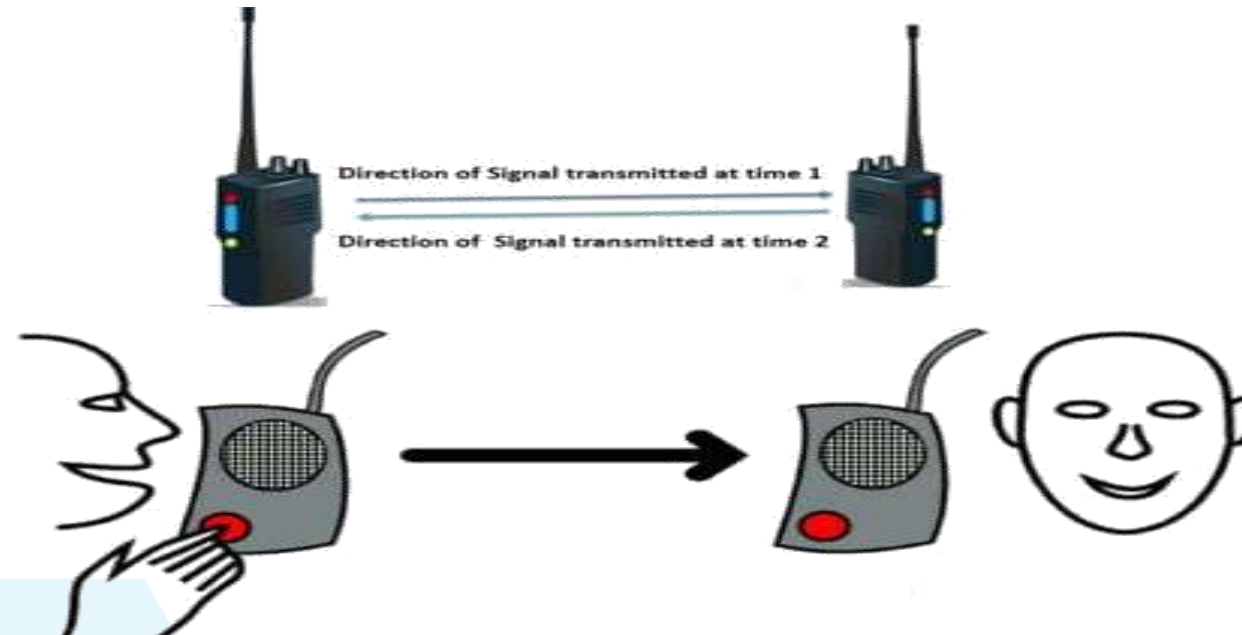 Direction of Signal transmitted at time 1
Direction of Signal transmitted at time 2